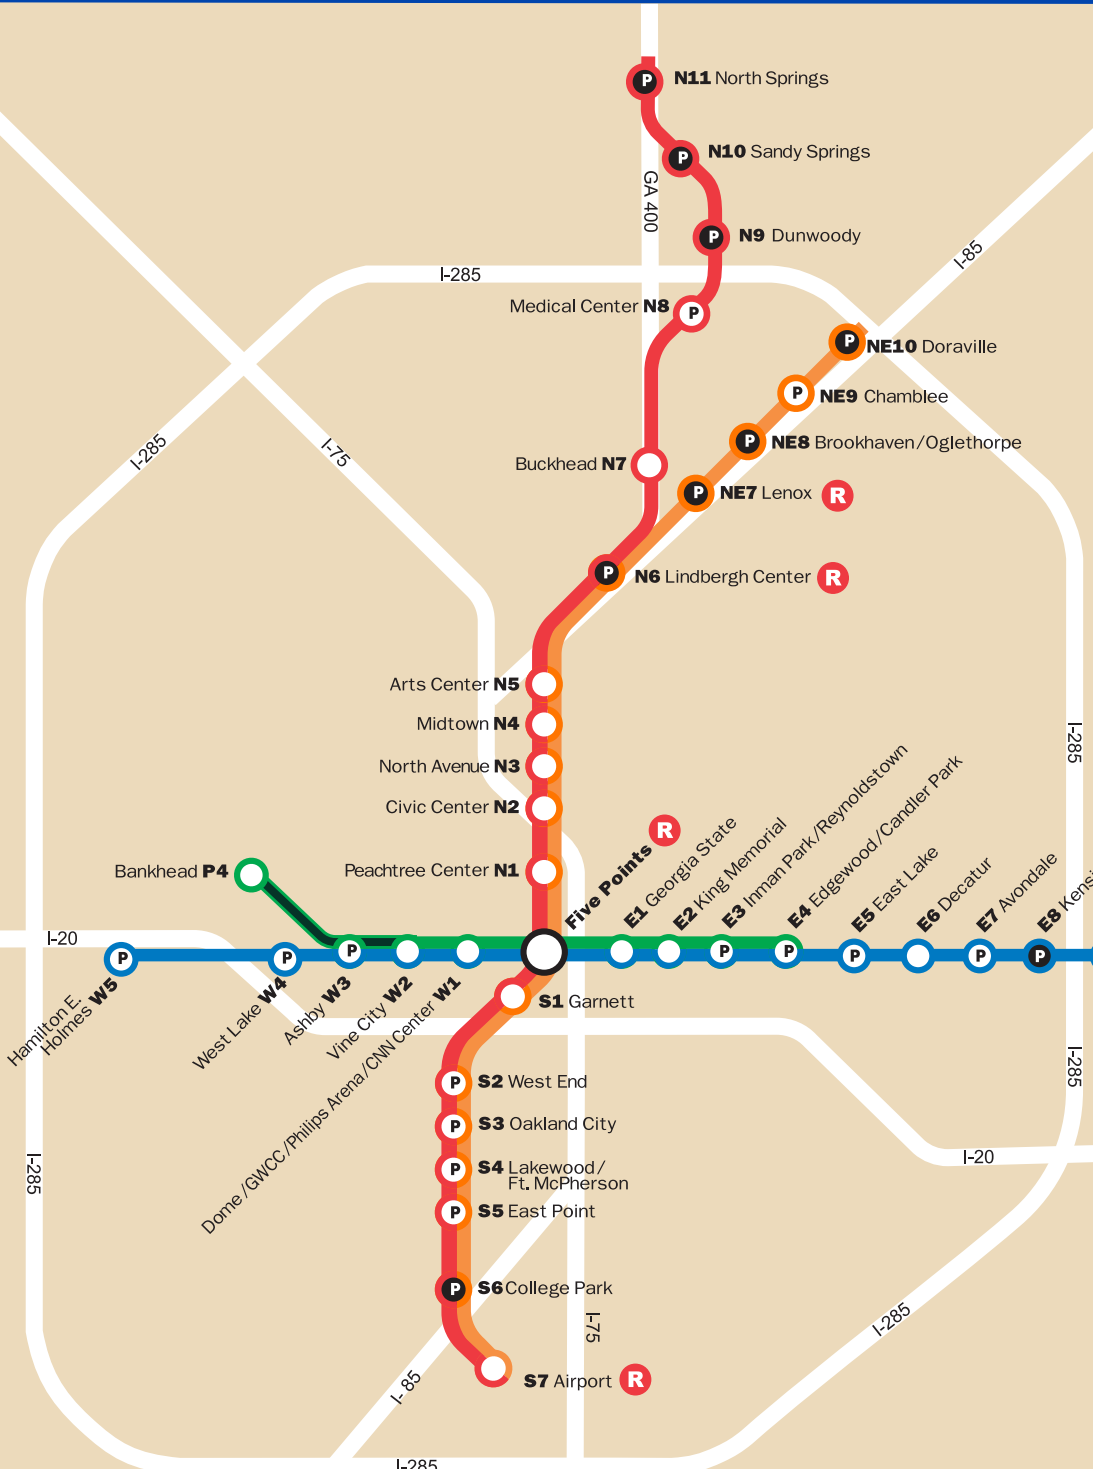 P N11 North Springs
P N10 Sandy Springs
GA 400
P N9 Dunwoody
I-85
I-285
Medical Center N8 P
P NE10 Doraville
P NE9 Chamblee
I-285
I-75
P NE8 Brookhaven/Oglethorpe
Buckhead N7
P NE7 Lenox R
P N6 Lindbergh Center R
Arts Center N5
Midtown N4
I-285
North Avenue N3
Civic Center N2
Peachtree Center N1
Bankhead P4
Five Points R
E1 Georgia State
E2 King Memorial
E3 Inman Park/Reynoldstown
E4 Edgewood/Candler Park
E5 East Lake
E6 Decatur
E7 Avondale
E8 Kensi
I-20
P
P
P
P
P
P
P
P
Hamilton E.
Holmes W5
West Lake W4
Ashby W3
Vine City W2
Dome/GWCC/Philips Arena/CNN Center W1
S1 Garnett
I-285
P S2 West End
P S3 Oakland City
I-20
I-285
P S4 Lakewood/
Ft. McPherson
P S5 East Point
P S6 College Park
I-75
I-285
S7 Airport R
I-85
I-285